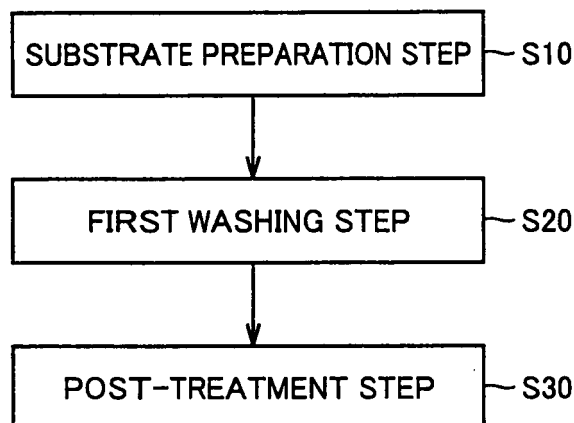 SUBSTRATE PREPARATION STEP S10
FIRST WASHING STEP S20
POST-TREATMENT STEP S30